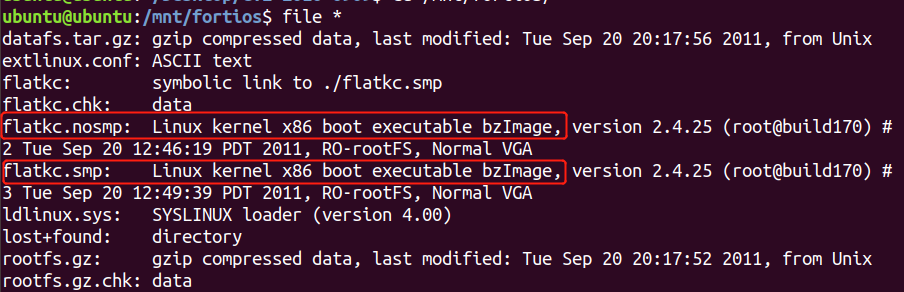 ubuntu@ubuntu:/mnt/fortios$ file *
datafs.tar.gz: gzip compressed data, last modified: Tue Sep 20 20:17:56 2011, from Unix
extlinux.conf: ASCII text
flatkc:        symbolic link to ./flatkc.smp
flatkc.chk:    data
flatkc.nosmp:  Linux kernel x86 boot executable bzImage, version 2.4.25 (root@build170) #
2 Tue Sep 20 12:46:19 PDT 2011, RO-rootFS, Normal VGA
flatkc.smp:    Linux kernel x86 boot executable bzImage, version 2.4.25 (root@build170) #
3 Tue Sep 20 12:49:39 PDT 2011, RO-rootFS, Normal VGA
ldlinux.sys:   SYSLINUX loader (version 4.00)
lost+found:    directory
rootfs.gz:     gzip compressed data, last modified: Tue Sep 20 20:17:52 2011, from Unix
rootfs.gz.chk: data